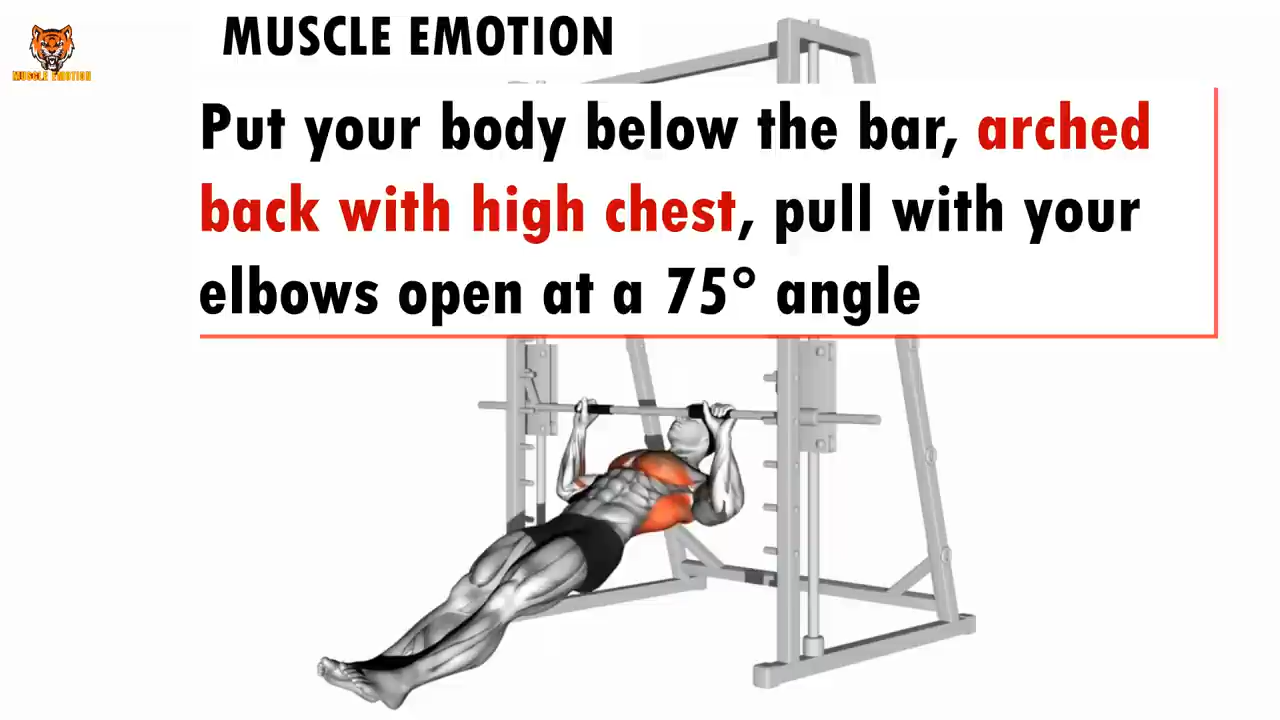 MUSCLE EMOTION
MUSCLE EMOTION
Put your body below the bar, arched
back with high chest, pull with your
elbows open at a 75° angle